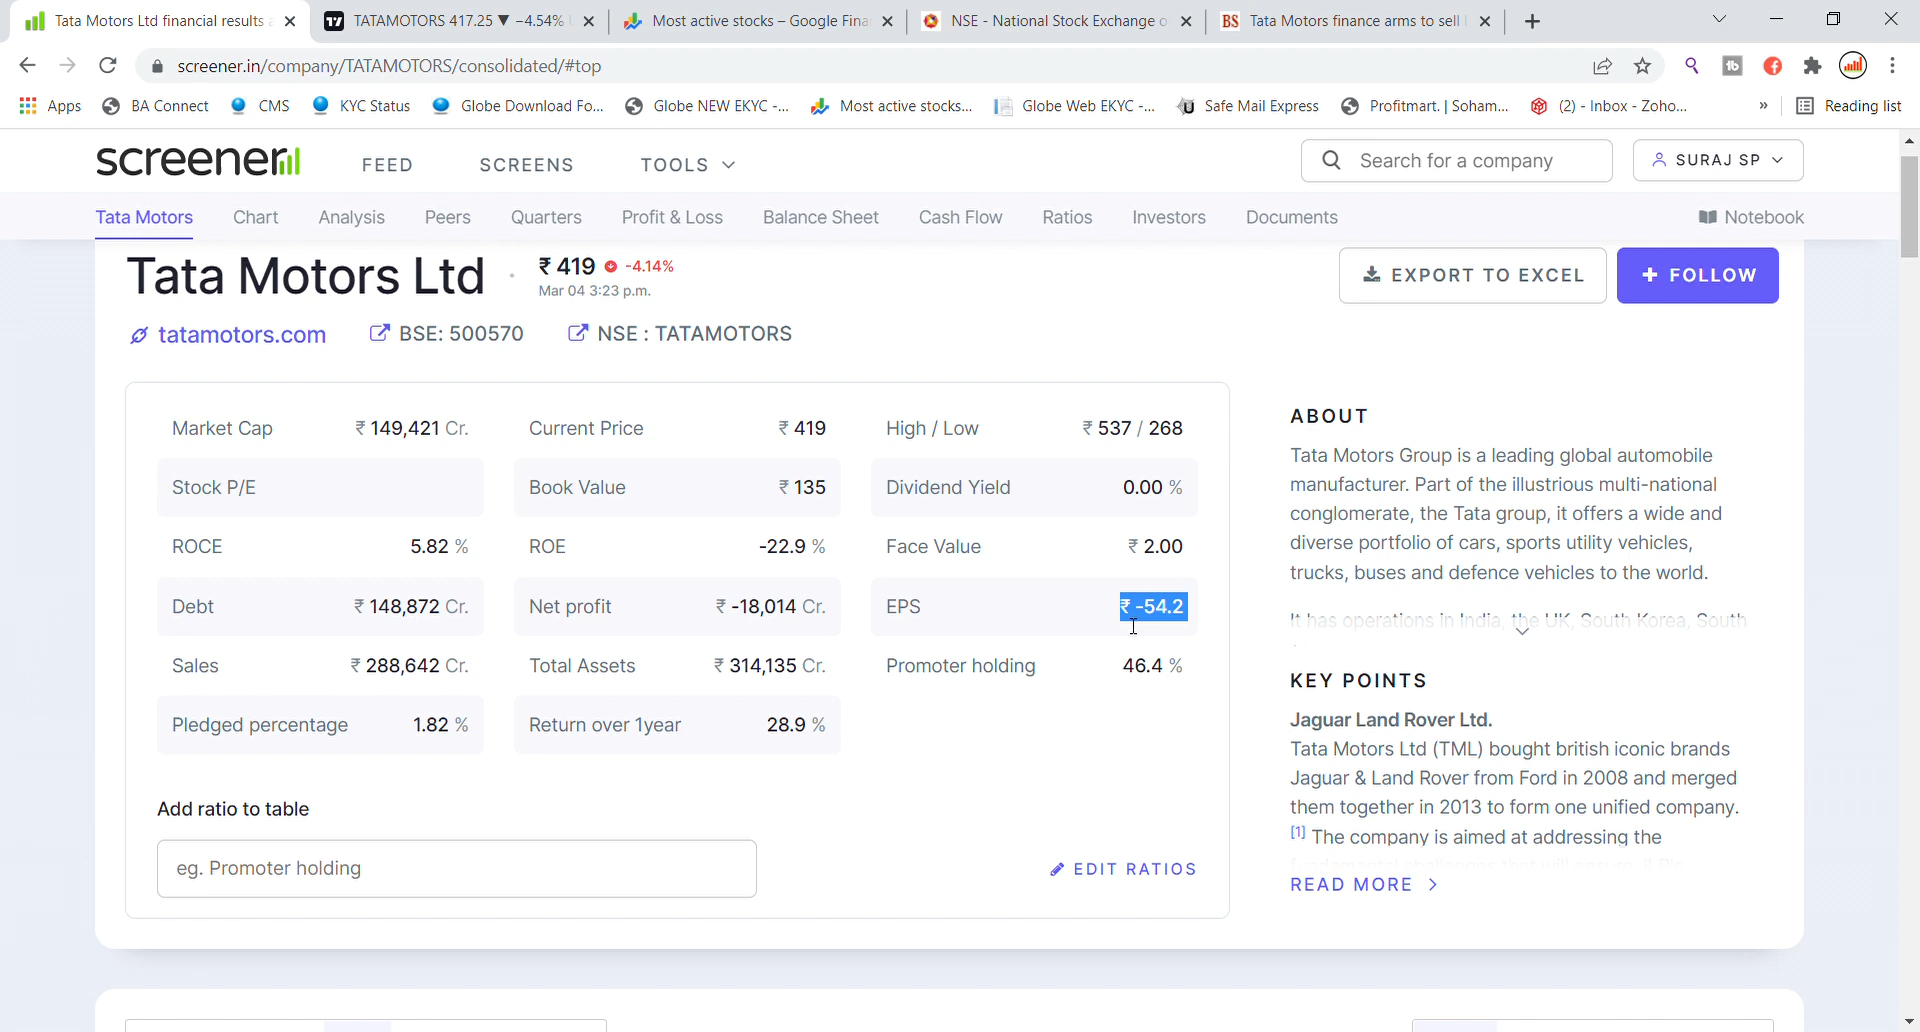 Tata Motors Ltd financial results a
TATAMOTORS 417.25 ▼ −4.54%
Most active stocks – Google Fina
NSE - National Stock Exchange o
BS Tata Motors finance arms to sell
screener.in/company/TATAMOTORS/consolidated/#top
Apps
BA Connect
CMS
KYC Status
Globe Download Fo...
Globe NEW EKYC -...
Most active stocks...
Globe Web EKYC -...
Safe Mail Express
Profitmart. | Soham...
(2) - Inbox - Zoho...
»
Reading list
screener
FEED
SCREENS
TOOLS
Search for a company
SURAJ SP
Tata Motors
Chart
Analysis
Peers
Quarters
Profit & Loss
Balance Sheet
Cash Flow
Ratios
Investors
Documents
Notebook
Tata Motors Ltd
₹ 419 -4.14%
Mar 04 3:23 p.m.
EXPORT TO EXCEL
+ FOLLOW
tatamotors.com
BSE: 500570
NSE : TATAMOTORS
Market Cap ₹ 149,421 Cr.
Current Price ₹ 419
High / Low ₹ 537 / 268
Stock P/E
Book Value ₹ 135
Dividend Yield 0.00 %
ROCE 5.82 %
ROE -22.9 %
Face Value ₹ 2.00
Debt ₹ 148,872 Cr.
Net profit ₹ -18,014 Cr.
EPS ₹ -54.2
Sales ₹ 288,642 Cr.
Total Assets ₹ 314,135 Cr.
Promoter holding 46.4 %
Pledged percentage 1.82 %
Return over 1year 28.9 %
Add ratio to table
eg. Promoter holding
EDIT RATIOS
ABOUT
Tata Motors Group is a leading global automobile
manufacturer. Part of the illustrious multi-national
conglomerate, the Tata group, it offers a wide and
diverse portfolio of cars, sports utility vehicles,
trucks, buses and defence vehicles to the world.
It has operations in India, the UK, South Korea, South
KEY POINTS
Jaguar Land Rover Ltd.
Tata Motors Ltd (TML) bought british iconic brands
Jaguar & Land Rover from Ford in 2008 and merged
them together in 2013 to form one unified company.
[1] The company is aimed at addressing the
READ MORE